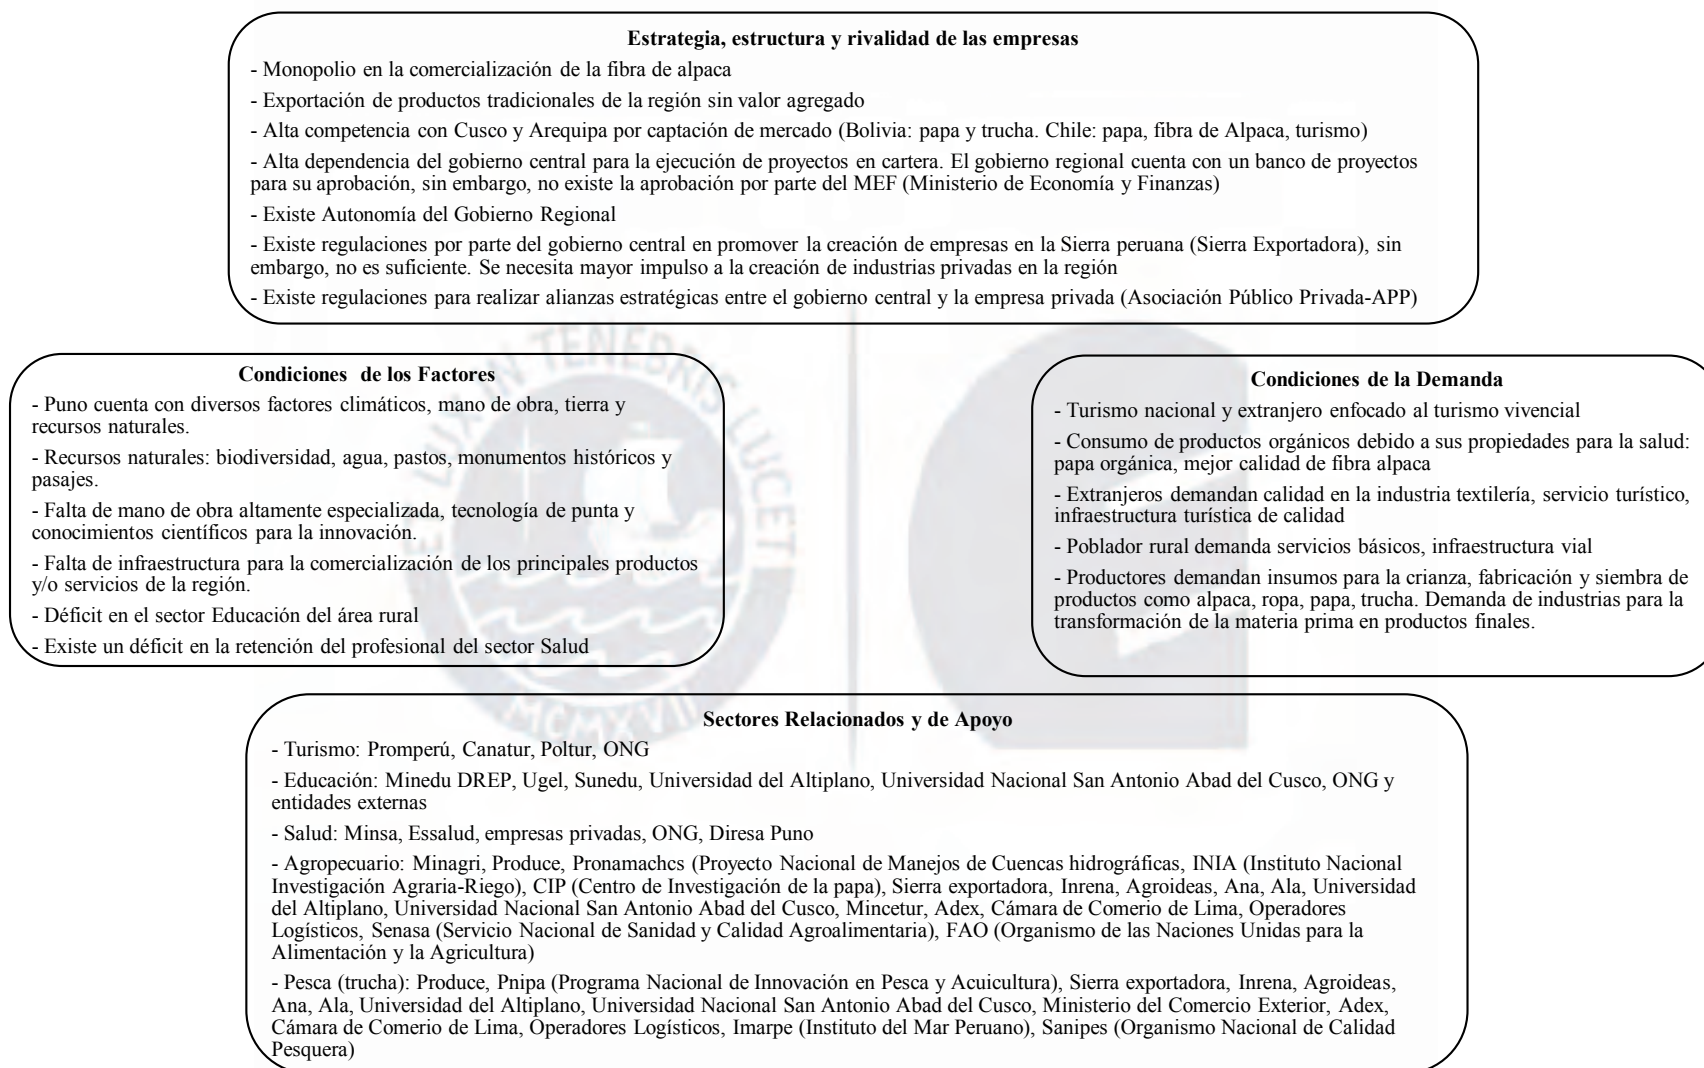 Estrategia, estructura y rivalidad de las empresas
- Monopolio en la comercialización de la fibra de alpaca
- Exportación de productos tradicionales de la región sin valor agregado
- Alta competencia con Cusco y Arequipa por captación de mercado (Bolivia: papa y trucha. Chile: papa, fibra de Alpaca, turismo)
- Alta dependencia del gobierno central para la ejecución de proyectos en cartera. El gobierno regional cuenta con un banco de proyectos
para su aprobación, sin embargo, no existe la aprobación por parte del MEF (Ministerio de Economía y Finanzas)
- Existe Autonomía del Gobierno Regional
- Existe regulaciones por parte del gobierno central en promover la creación de empresas en la Sierra peruana (Sierra Exportadora), sin
embargo, no es suficiente. Se necesita mayor impulso a la creación de industrias privadas en la región
- Existe regulaciones para realizar alianzas estratégicas entre el gobierno central y la empresa privada (Asociación Público Privada-APP)
Condiciones de los Factores
- Puno cuenta con diversos factores climáticos, mano de obra, tierra y
recursos naturales.
- Recursos naturales: biodiversidad, agua, pastos, monumentos históricos y
pasajes.
- Falta de mano de obra altamente especializada, tecnología de punta y
conocimientos científicos para la innovación.
- Falta de infraestructura para la comercialización de los principales productos
y/o servicios de la región.
- Déficit en el sector Educación del área rural
- Existe un déficit en la retención del profesional del sector Salud
Condiciones de la Demanda
- Turismo nacional y extranjero enfocado al turismo vivencial
- Consumo de productos orgánicos debido a sus propiedades para la salud:
papa orgánica, mejor calidad de fibra alpaca
- Extranjeros demandan calidad en la industria textilería, servicio turístico,
infraestructura turística de calidad
- Poblador rural demanda servicios básicos, infraestructura vial
- Productores demandan insumos para la crianza, fabricación y siembra de
productos como alpaca, ropa, papa, trucha. Demanda de industrias para la
transformación de la materia prima en productos finales.
Sectores Relacionados y de Apoyo
- Turismo: Promperú, Canatur, Poltur, ONG
- Educación: Minedu DREP, Ugel, Sunedu, Universidad del Altiplano, Universidad Nacional San Antonio Abad del Cusco, ONG y
entidades externas
- Salud: Minsa, Essalud, empresas privadas, ONG, Diresa Puno
- Agropecuario: Minagri, Produce, Pronamachcs (Proyecto Nacional de Manejos de Cuencas hidrográficas, INIA (Instituto Nacional
Investigación Agraria-Riego), CIP (Centro de Investigación de la papa), Sierra exportadora, Inrena, Agroideas, Ana, Ala, Universidad
del Altiplano, Universidad Nacional San Antonio Abad del Cusco, Mincetur, Adex, Cámara de Comerio de Lima, Operadores
Logísticos, Senasa (Servicio Nacional de Sanidad y Calidad Agroalimentaria), FAO (Organismo de las Naciones Unidas para la
Alimentación y la Agricultura)
- Pesca (trucha): Produce, Pnipa (Programa Nacional de Innovación en Pesca y Acuicultura), Sierra exportadora, Inrena, Agroideas,
Ana, Ala, Universidad del Altiplano, Universidad Nacional San Antonio Abad del Cusco, Ministerio del Comercio Exterior, Adex,
Cámara de Comerio de Lima, Operadores Logísticos, Imarpe (Instituto del Mar Peruano), Sanipes (Organismo Nacional de Calidad
Pesquera)
ET LUX IN TENEBRIS LUCET
MCMXVII